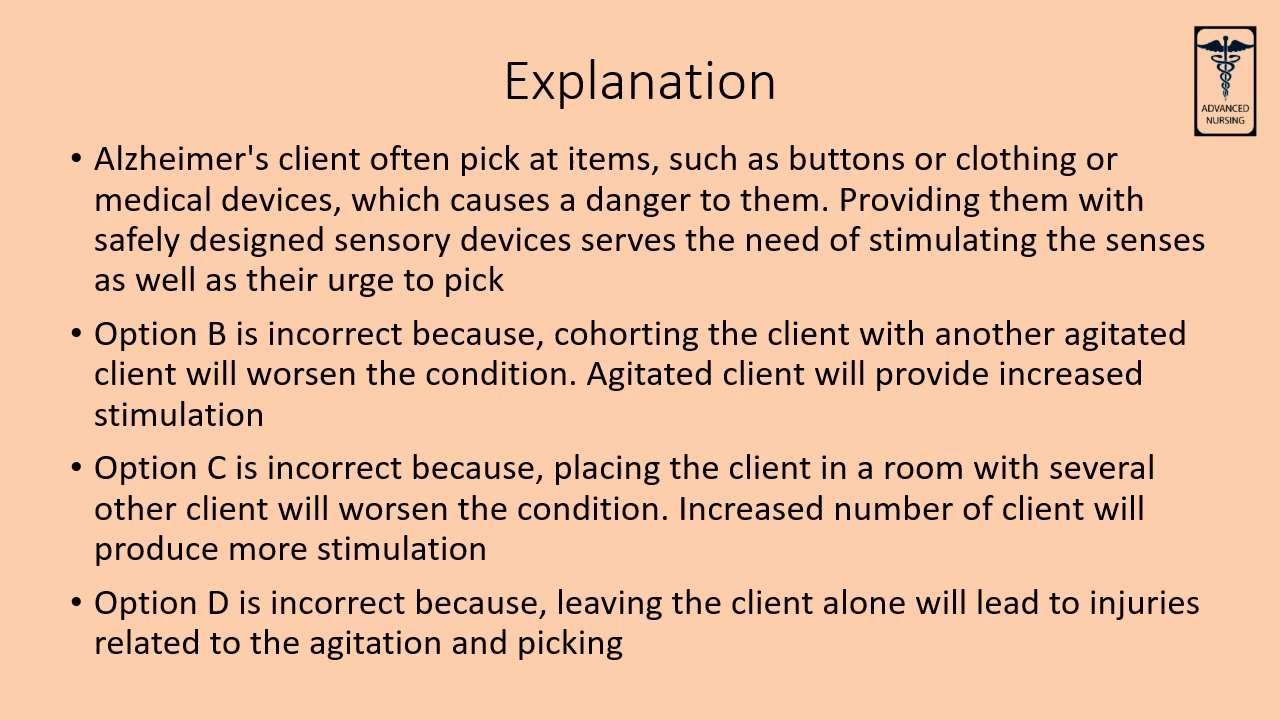 ADVANCED
NURSING
Explanation
• Alzheimer's client often pick at items, such as buttons or clothing or
medical devices, which causes a danger to them. Providing them with
safely designed sensory devices serves the need of stimulating the senses
as well as their urge to pick
• Option B is incorrect because, cohorting the client with another agitated
client will worsen the condition. Agitated client will provide increased
stimulation
• Option C is incorrect because, placing the client in a room with several
other client will worsen the condition. Increased number of client will
produce more stimulation
• Option D is incorrect because, leaving the client alone will lead to injuries
related to the agitation and picking